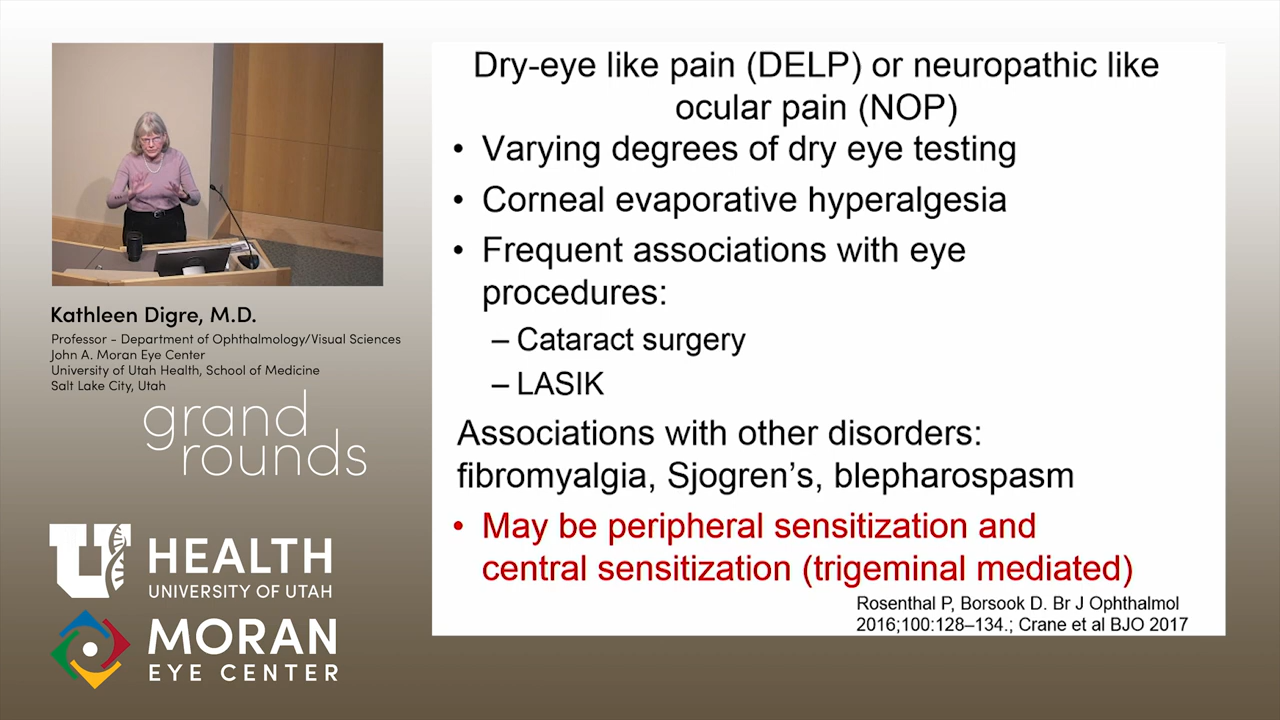 Dry-eye like pain (DELP) or neuropathic like
ocular pain (NOP)
• Varying degrees of dry eye testing
• Corneal evaporative hyperalgesia
• Frequent associations with eye
procedures:
– Cataract surgery
– LASIK
Associations with other disorders:
fibromyalgia, Sjogren's, blepharospasm
• May be peripheral sensitization and
central sensitization (trigeminal mediated)
Rosenthal P, Borsook D. Br J Ophthalmol
2016;100:128–134.; Crane et al BJO 2017
Kathleen Digre, M.D.
Professor - Department of Ophthalmology/Visual Sciences
John A. Moran Eye Center
University of Utah Health, School of Medicine
Salt Lake City, Utah
grand
rounds
U HEALTH
UNIVERSITY OF UTAH
MORAN
EYE CENTER